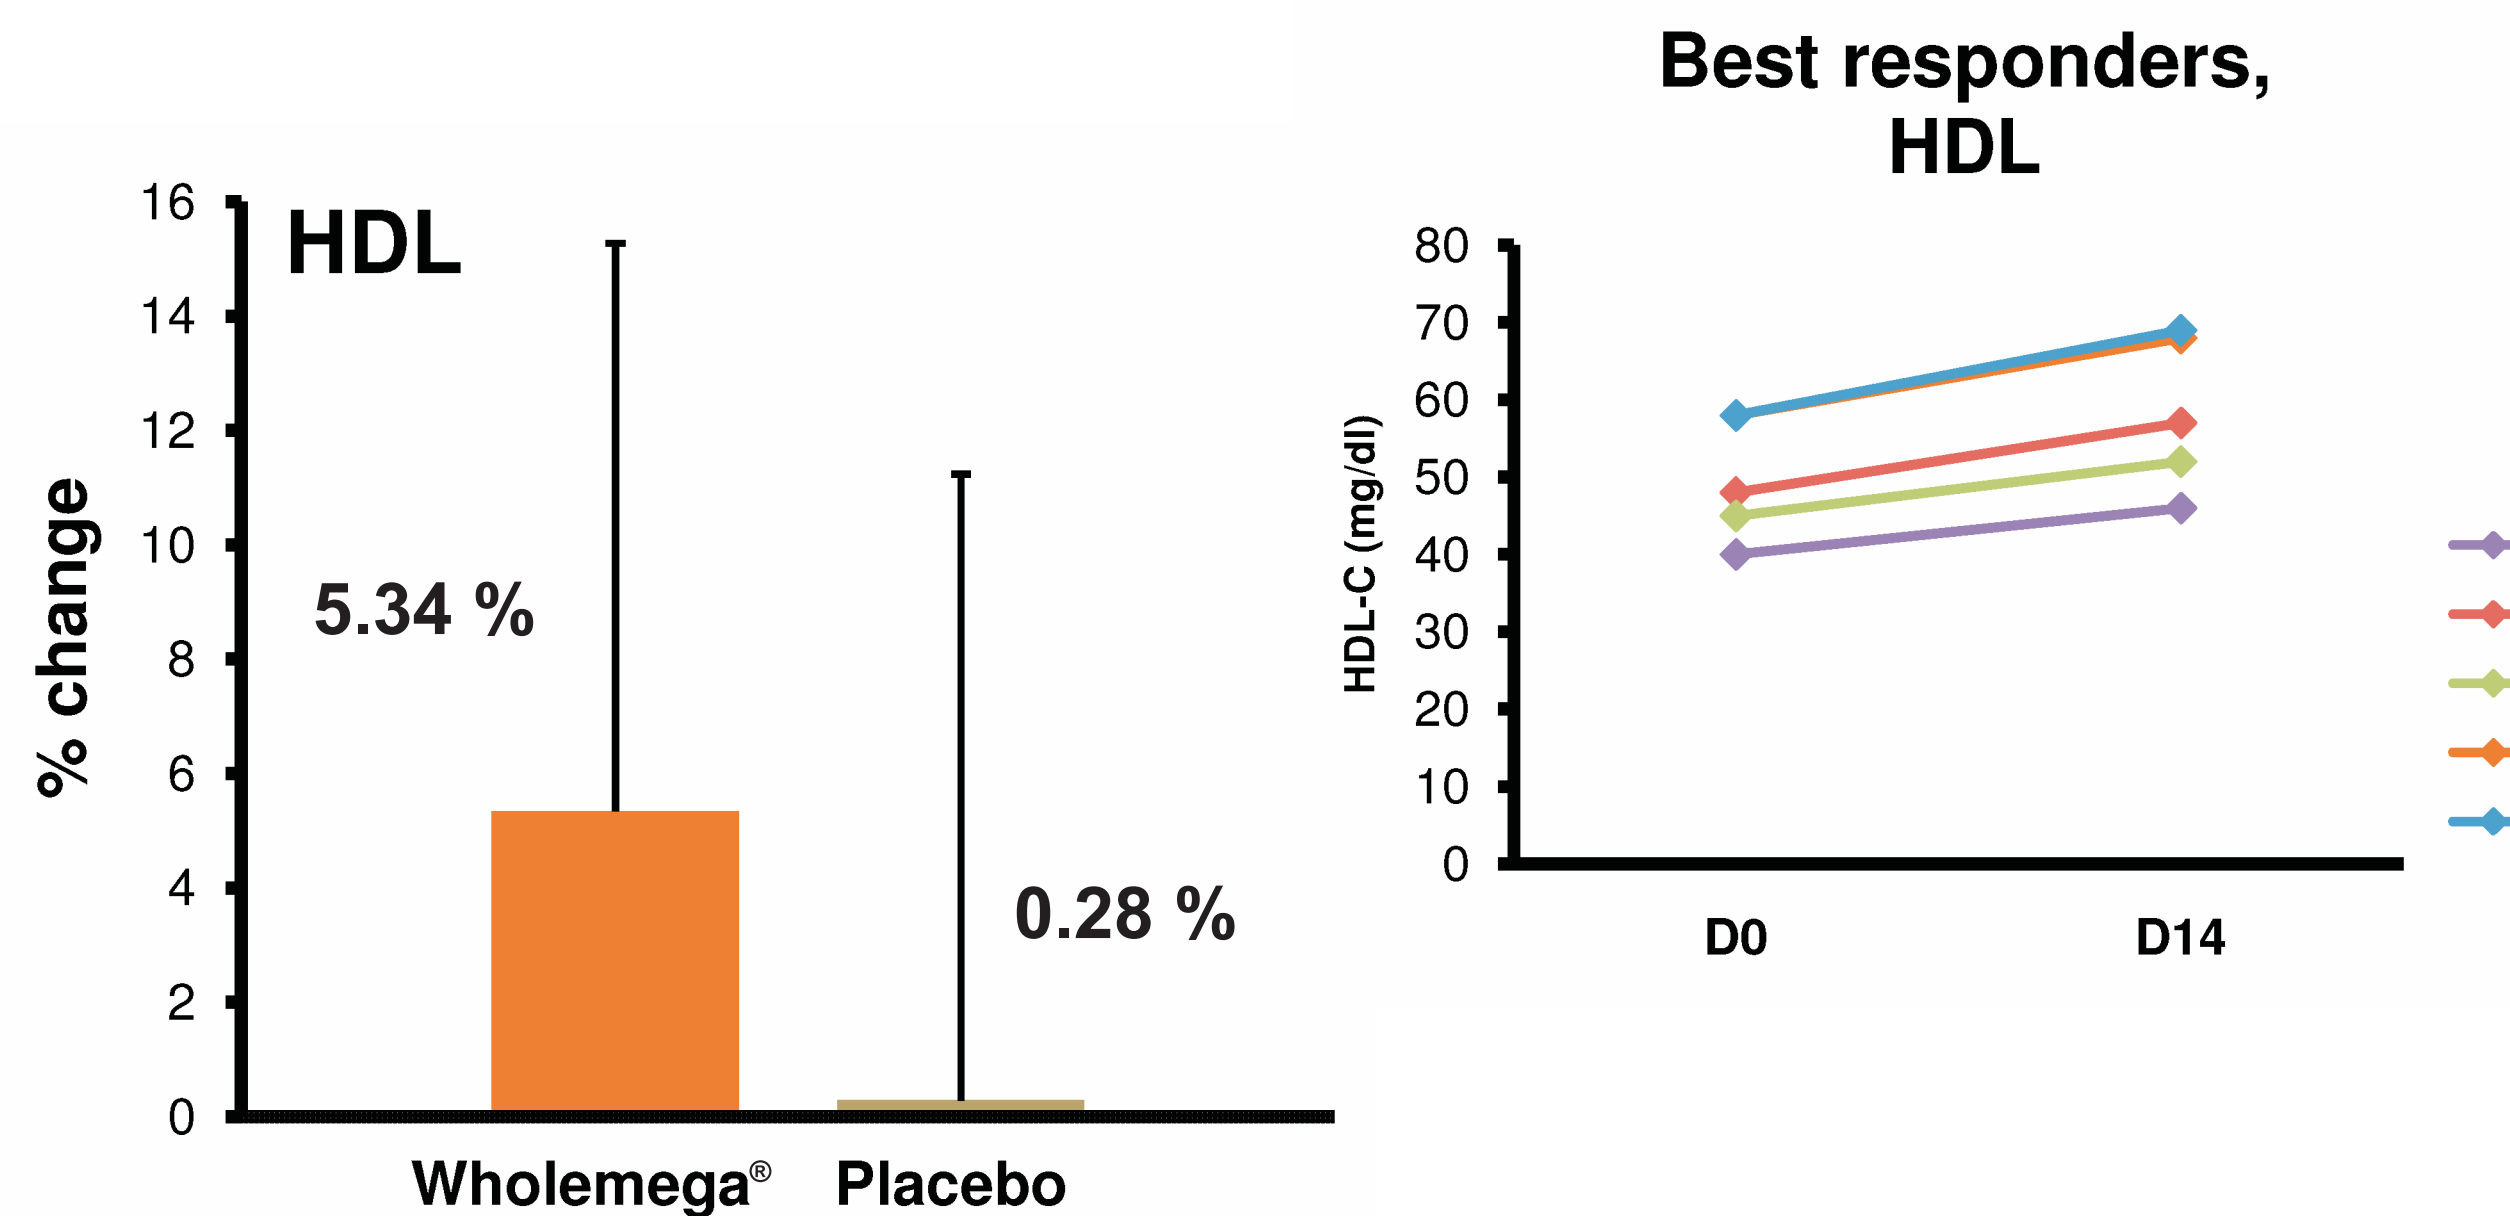 HDL
% change
16
14
12
10
8
6
4
2
0
5.34 %
0.28 %
Wholemega® Placebo
Best responders,
HDL
HDL-C (mg/dl)
80
70
60
50
40
30
20
10
0
D0 D14